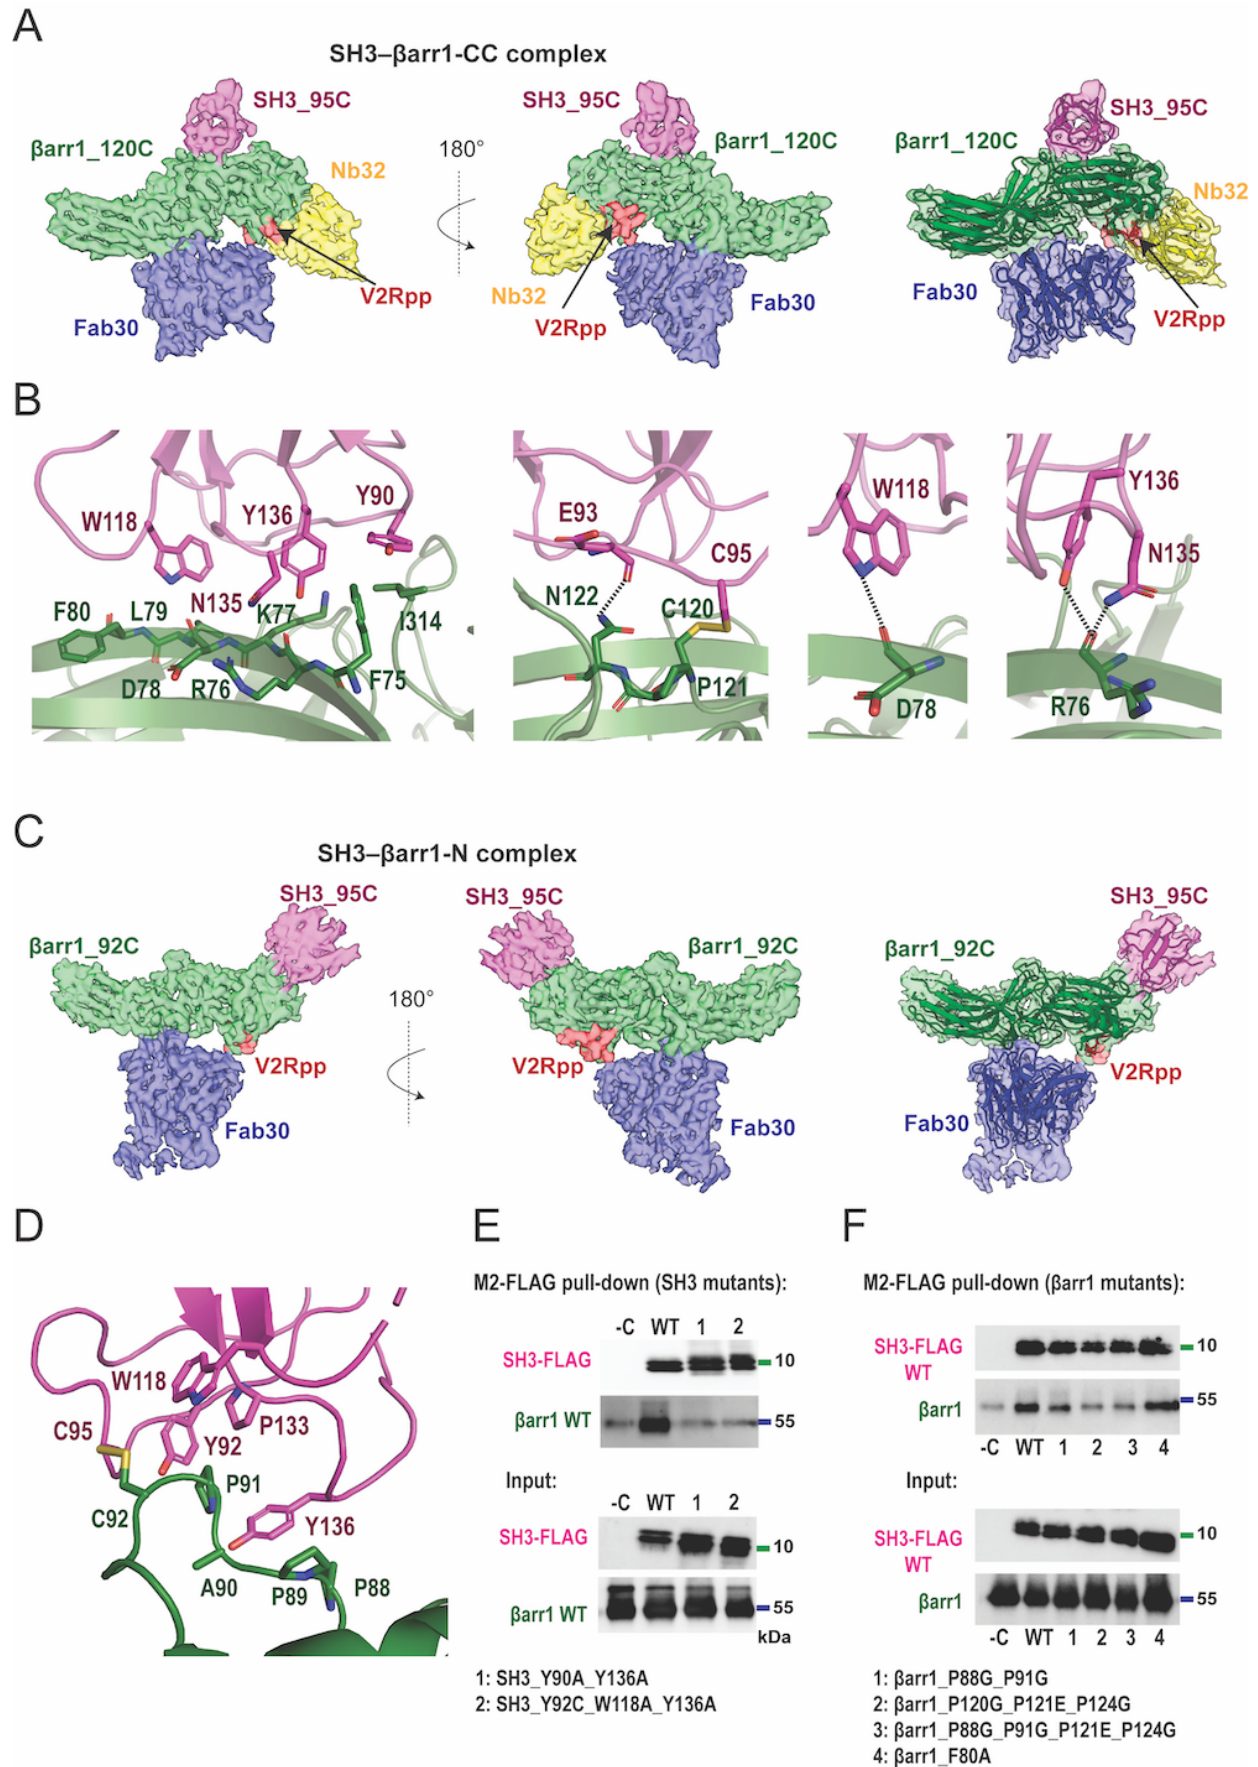 A
SH3–βarr1-CC complex
SH3_95C
βarr1_120C
Nb32
V2Rpp
Fab30
180°
SH3_95C
βarr1_120C
Nb32
V2Rpp
Fab30
SH3_95C
βarr1_120C
Nb32
Fab30
V2Rpp
B
W118
Y136
Y90
F80
L79
N135
K77
I314
D78
R76
F75
E93
C95
N122
C120
P121
W118
D78
Y136
N135
R76
C
SH3–βarr1-N complex
SH3_95C
βarr1_92C
V2Rpp
Fab30
180°
SH3_95C
βarr1_92C
V2Rpp
Fab30
SH3_95C
βarr1_92C
V2Rpp
Fab30
D
W118
C95
P133
Y92
P91
C92
Y136
A90
P89
P88
E
M2-FLAG pull-down (SH3 mutants):
-C WT 1 2
SH3-FLAG
10
βarr1 WT
55
Input:
-C WT 1 2
SH3-FLAG
10
βarr1 WT
55
kDa
1: SH3_Y90A_Y136A
2: SH3_Y92C_W118A_Y136A
F
M2-FLAG pull-down (βarr1 mutants):
SH3-FLAG
WT
10
βarr1
55
-C WT 1 2 3 4
Input:
SH3-FLAG
WT
10
βarr1
55
-C WT 1 2 3 4
1: βarr1_P88G_P91G
2: βarr1_P120G_P121E_P124G
3: βarr1_P88G_P91G_P121E_P124G
4: βarr1_F80A